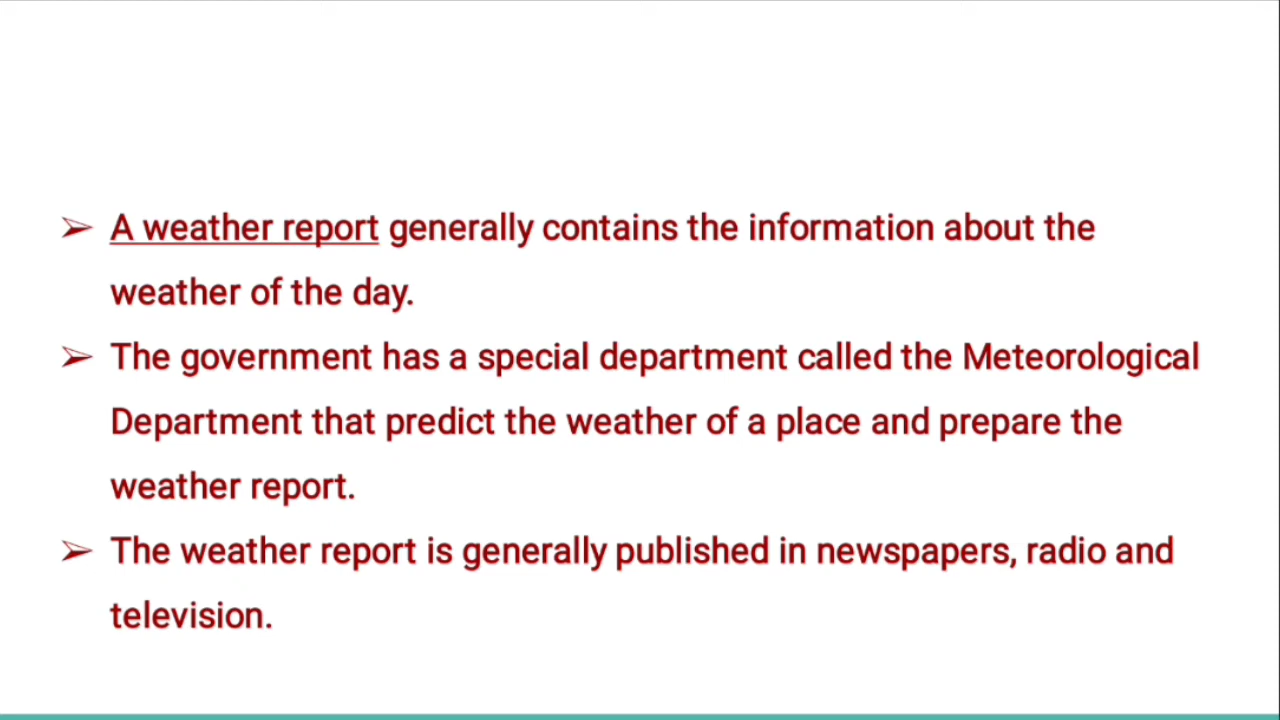 ➢ A weather report generally contains the information about the
weather of the day.
➢ The government has a special department called the Meteorological
Department that predict the weather of a place and prepare the
weather report.
➢ The weather report is generally published in newspapers, radio and
television.